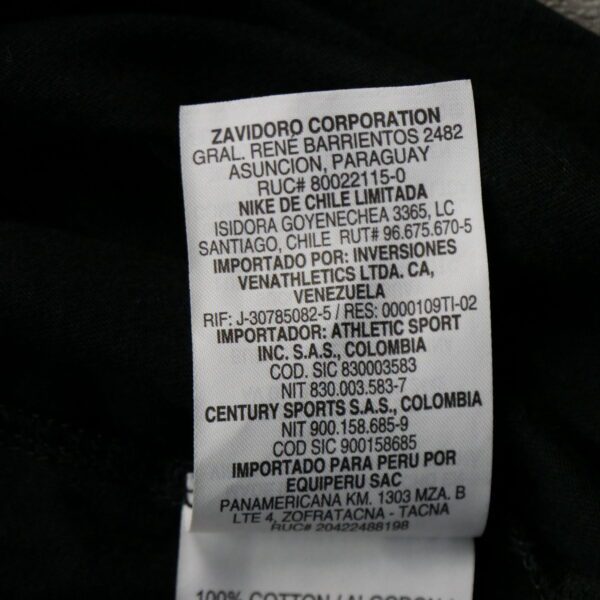 ZAVIDORO CORPORATION
GRAL. RENÉ BARRIENTOS 2482
ASUNCION, PARAGUAY
RUC# 80022115-0
NIKE DE CHILE LIMITADA
ISIDORA GOYENECHEA 3365, LC
SANTIAGO, CHILE RUT# 96.675.670-5
IMPORTADO POR: INVERSIONES
VENATHLETICS LTDA. CA,
VENEZUELA
RIF: J-30785082-5 / RES: 0000109TI-02
IMPORTADOR: ATHLETIC SPORT
INC. S.A.S., COLOMBIA
COD. SIC 830003583
NIT 830.003.583-7
CENTURY SPORTS S.A.S., COLOMBIA
NIT 900.158.685-9
COD SIC 900158685
IMPORTADO PARA PERU POR
EQUIPERU SAC
PANAMERICANA KM. 1303 MZA. B
LTE 4, ZOFRATACNA - TACNA
RUC# 20422488198
100% COTTON / ALGODON